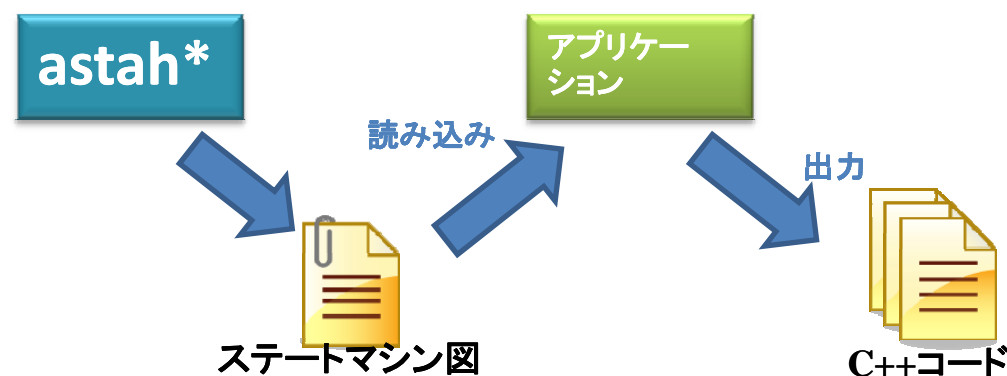 astah*
アプリケー
ション
読み込み
出力
ステートマシン図
C++コード